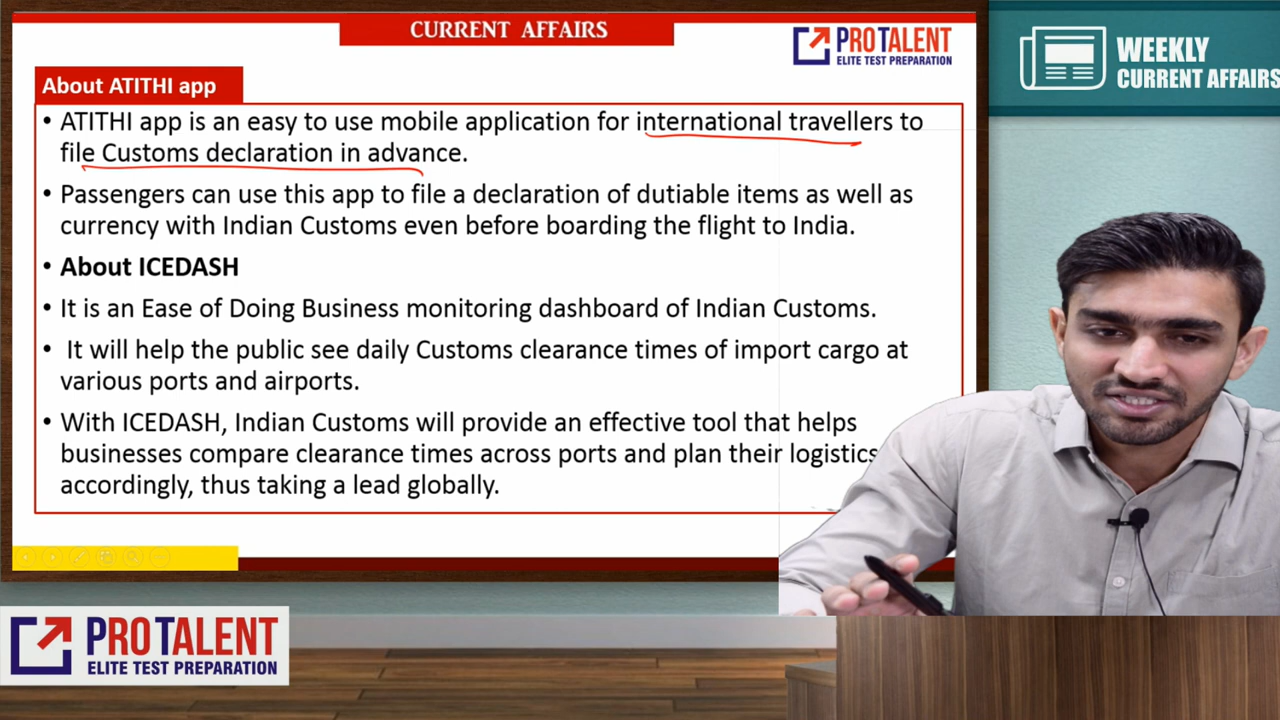 CURRENT AFFAIRS
PROTALENT
ELITE TEST PREPARATION
WEEKLY
CURRENT AFFAIRS
About ATITHI app
• ATITHI app is an easy to use mobile application for international travellers to
file Customs declaration in advance.
• Passengers can use this app to file a declaration of dutiable items as well as
currency with Indian Customs even before boarding the flight to India.
• About ICEDASH
• It is an Ease of Doing Business monitoring dashboard of Indian Customs.
• It will help the public see daily Customs clearance times of import cargo at
various ports and airports.
• With ICEDASH, Indian Customs will provide an effective tool that helps
businesses compare clearance times across ports and plan their logistics
accordingly, thus taking a lead globally.
PROTALENT
ELITE TEST PREPARATION